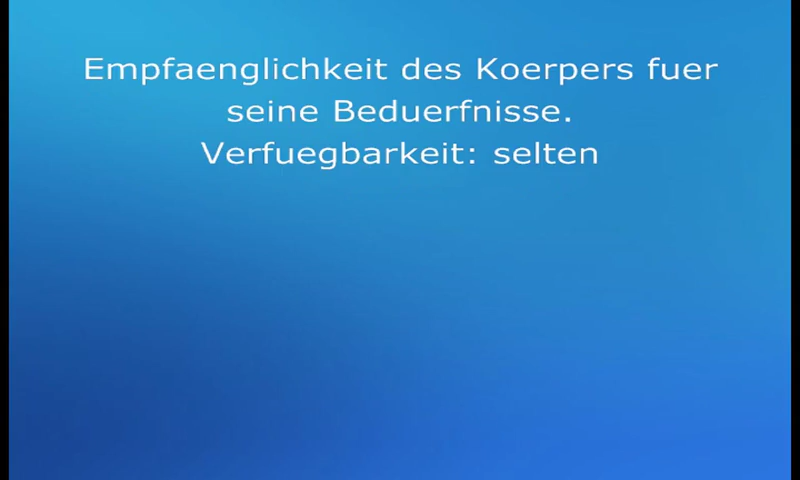 Empfaenglichkeit des Koerpers fuer
seine Beduerfnisse.
Verfuegbarkeit: selten